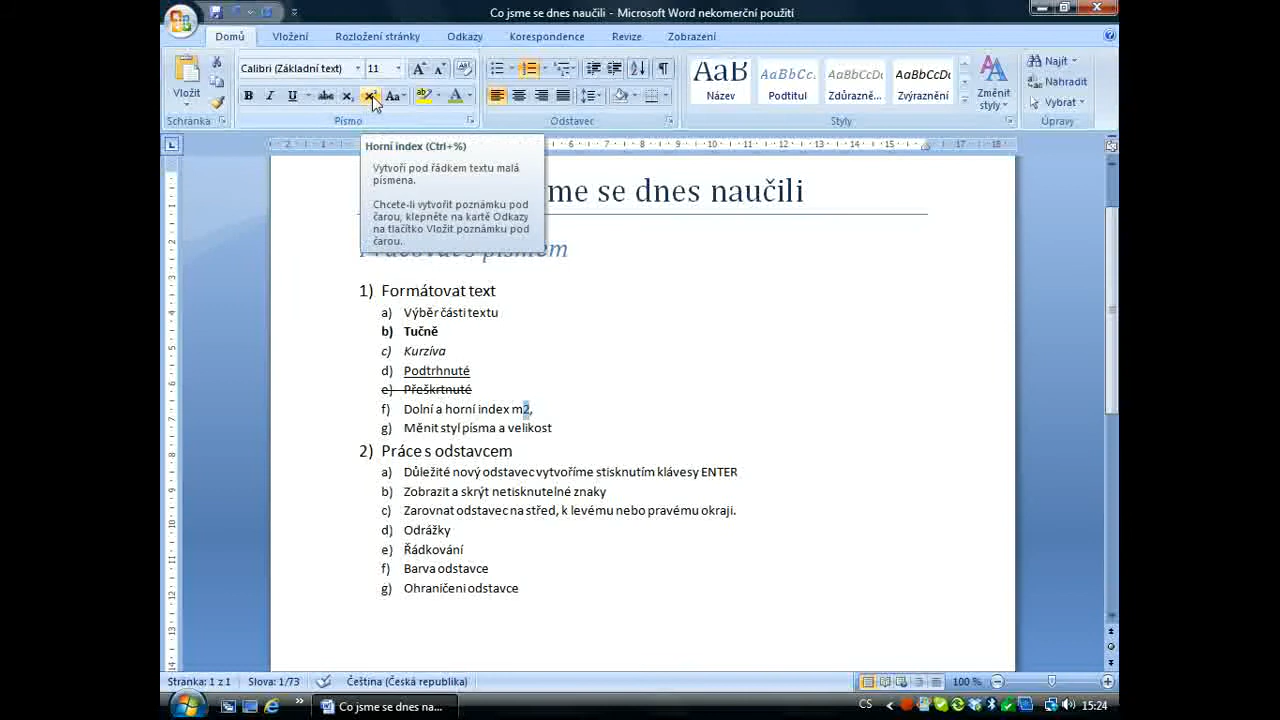 Co jsme se dnes naučili - Microsoft Word nekomerční použití
Domů Vložení Rozložení stránky Odkazy Korespondence Revize Zobrazení
Vložit
Schránka
Calibri (Základní text) 11
Písmo
Odstavec
AaB AaBbCc. AaBbCcDc AaBbCcDc
Název Podtitul Zdůrazně... Zvýraznění
Styly
Změnit
styly
Najít
Nahradit
Vybrat
Úpravy
Horní index (Ctrl+%)
Vytvoří pod řádkem textu malá
písmena.
Chcete-li vytvořit poznámku pod
čarou, klepněte na kartě Odkazy
na tlačítko Vložit poznámku pod
čarou.
me se dnes naučili
1) Formátovat text
a) Výběr části textu
b) Tučně
c) Kurzíva
d) Podtrhnuté
e) Přeškrtnuté
f) Dolní a horní index m2,
g) Měnit styl písma a velikost
2) Práce s odstavcem
a) Důležité nový odstavec vytvoříme stisknutím klávesy ENTER
b) Zobrazit a skrýt netisknutelné znaky
c) Zarovnat odstavec na střed, k levému nebo pravému okraji.
d) Odrážky
e) Řádkování
f) Barva odstavce
g) Ohraničeni odstavce
Stránka: 1 z 1 Slova: 1/73 Čeština (Česká republika) 100 %
Co jsme se dnes na... CS 15:24